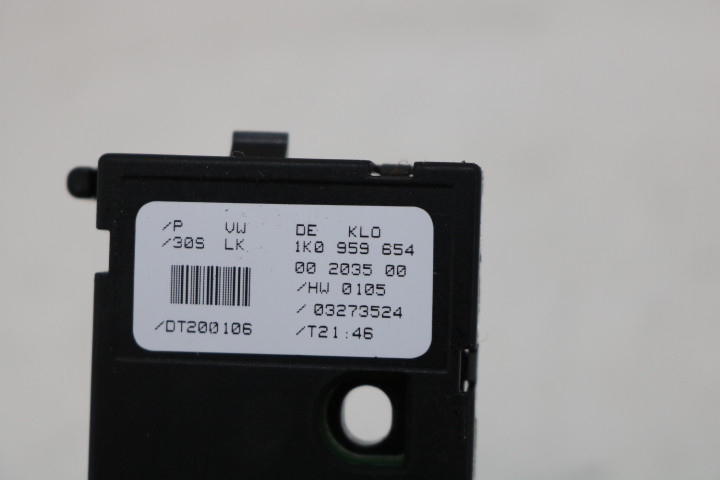 /P VW DE KLO
/30S LK 1K0 959 654
00 2035 00
/HW 0105
/03273524
/DT200106 /T21:46